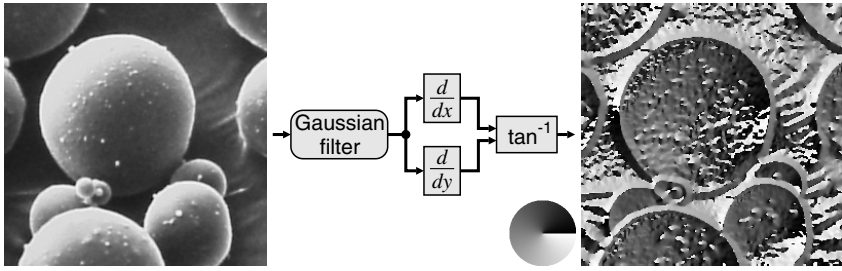 Gaussian
filter
d
dx
d
dy
tan⁻¹